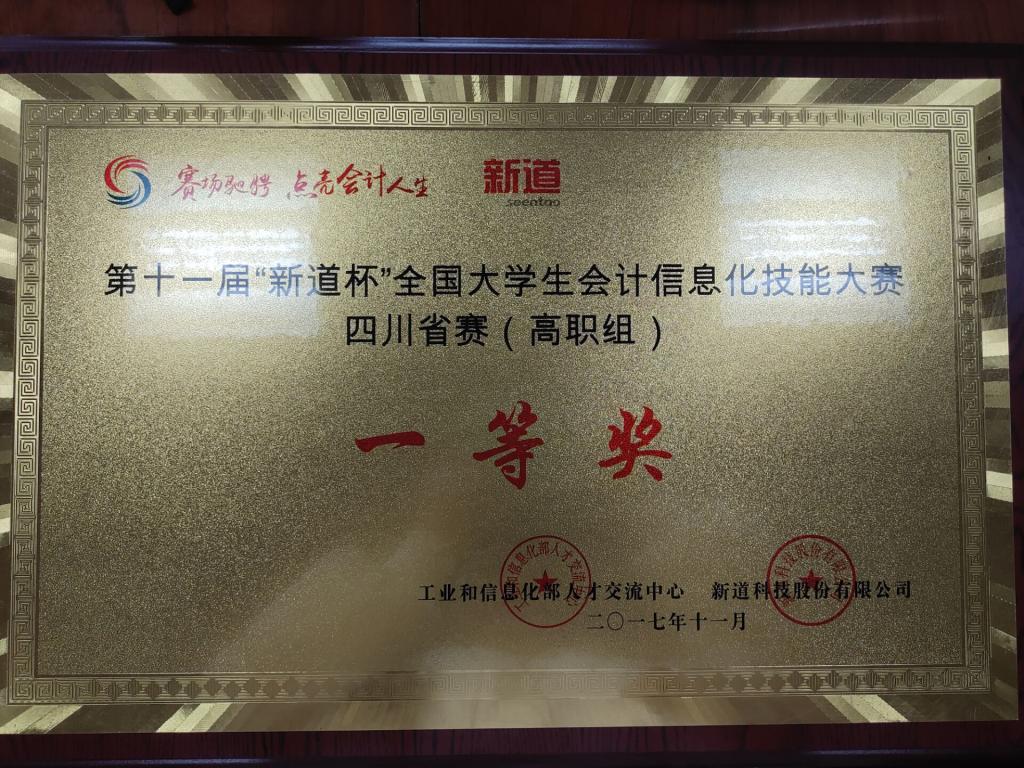 赛场驰骋 点亮会计人生
新道
seentao
第十一届“新道杯”全国大学生会计信息化技能大赛
四川省赛（高职组）
一等奖
工业和信息化部人才交流中心 新道科技股份有限公司
二〇一七年十一月